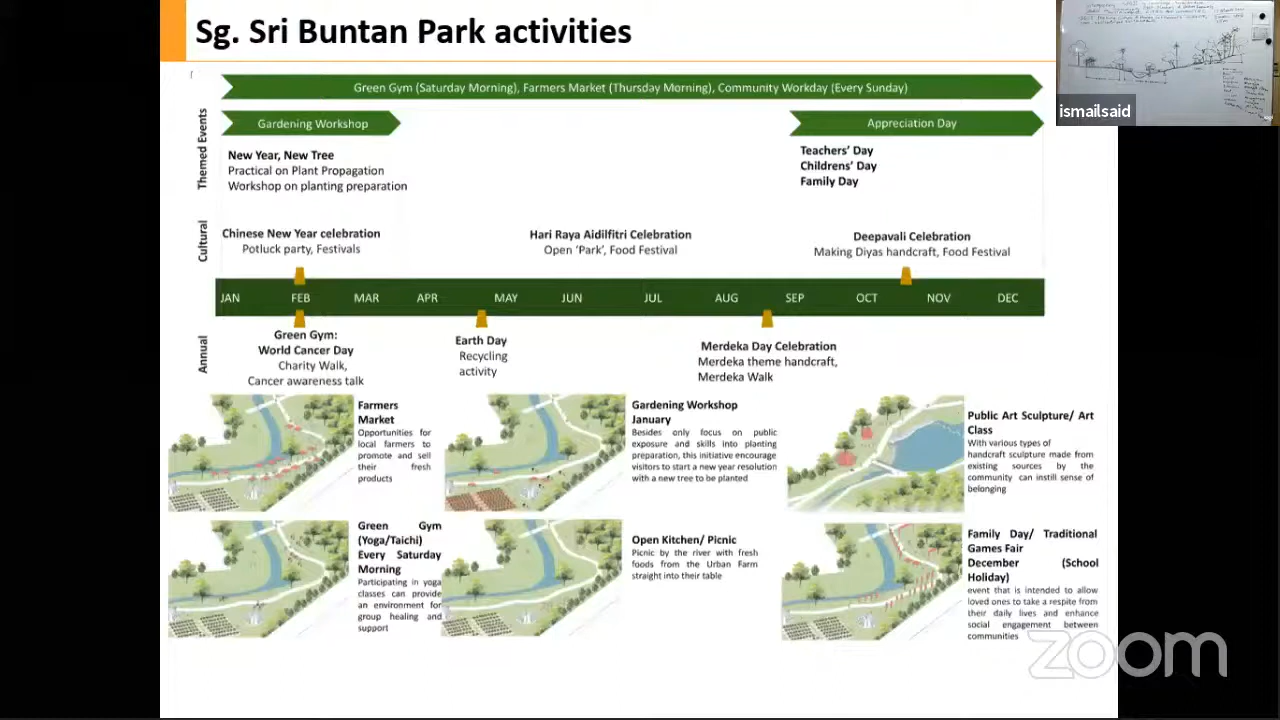 Sg. Sri Buntan Park activities
ismailsaid
Green Gym (Saturday Morning), Farmers Market (Thursday Morning), Community Workday (Every Sunday)
Themed Events
Gardening Workshop
Appreciation Day
New Year, New Tree
Practical on Plant Propagation
Workshop on planting preparation
Teachers’ Day
Childrens’ Day
Family Day
Cultural
Chinese New Year celebration
Potluck party, Festivals
Hari Raya Aidilfitri Celebration
Open ‘Park’, Food Festival
Deepavali Celebration
Making Diyas handcraft, Food Festival
JAN FEB MAR APR MAY JUN JUL AUG SEP OCT NOV DEC
Annual
Green Gym:
World Cancer Day
Charity Walk,
Cancer awareness talk
Earth Day
Recycling
activity
Merdeka Day Celebration
Merdeka theme handcraft,
Merdeka Walk
Farmers
Market
Opportunities for
local farmers to
promote and sell
their fresh
products
Gardening Workshop
January
Besides only focus on public
exposure and skills into planting
preparation, this initiative encourage
visitors to start a new year resolution
with a new tree to be planted
Public Art Sculpture/ Art
Class
With various types of
handcraft sculpture made from
existing sources by the
community can instill sense of
belonging
Green Gym
(Yoga/Taichi)
Every Saturday
Morning
Participating in yoga
classes can provide
an environment for
group healing and
support
Open Kitchen/ Picnic
Picnic by the river with fresh
foods from the Urban Farm
straight into their table
Family Day/ Traditional
Games Fair
December (School
Holiday)
event that is intended to allow
loved ones to take a respite from
their daily lives and enhance
social engagement between
communities
zoom